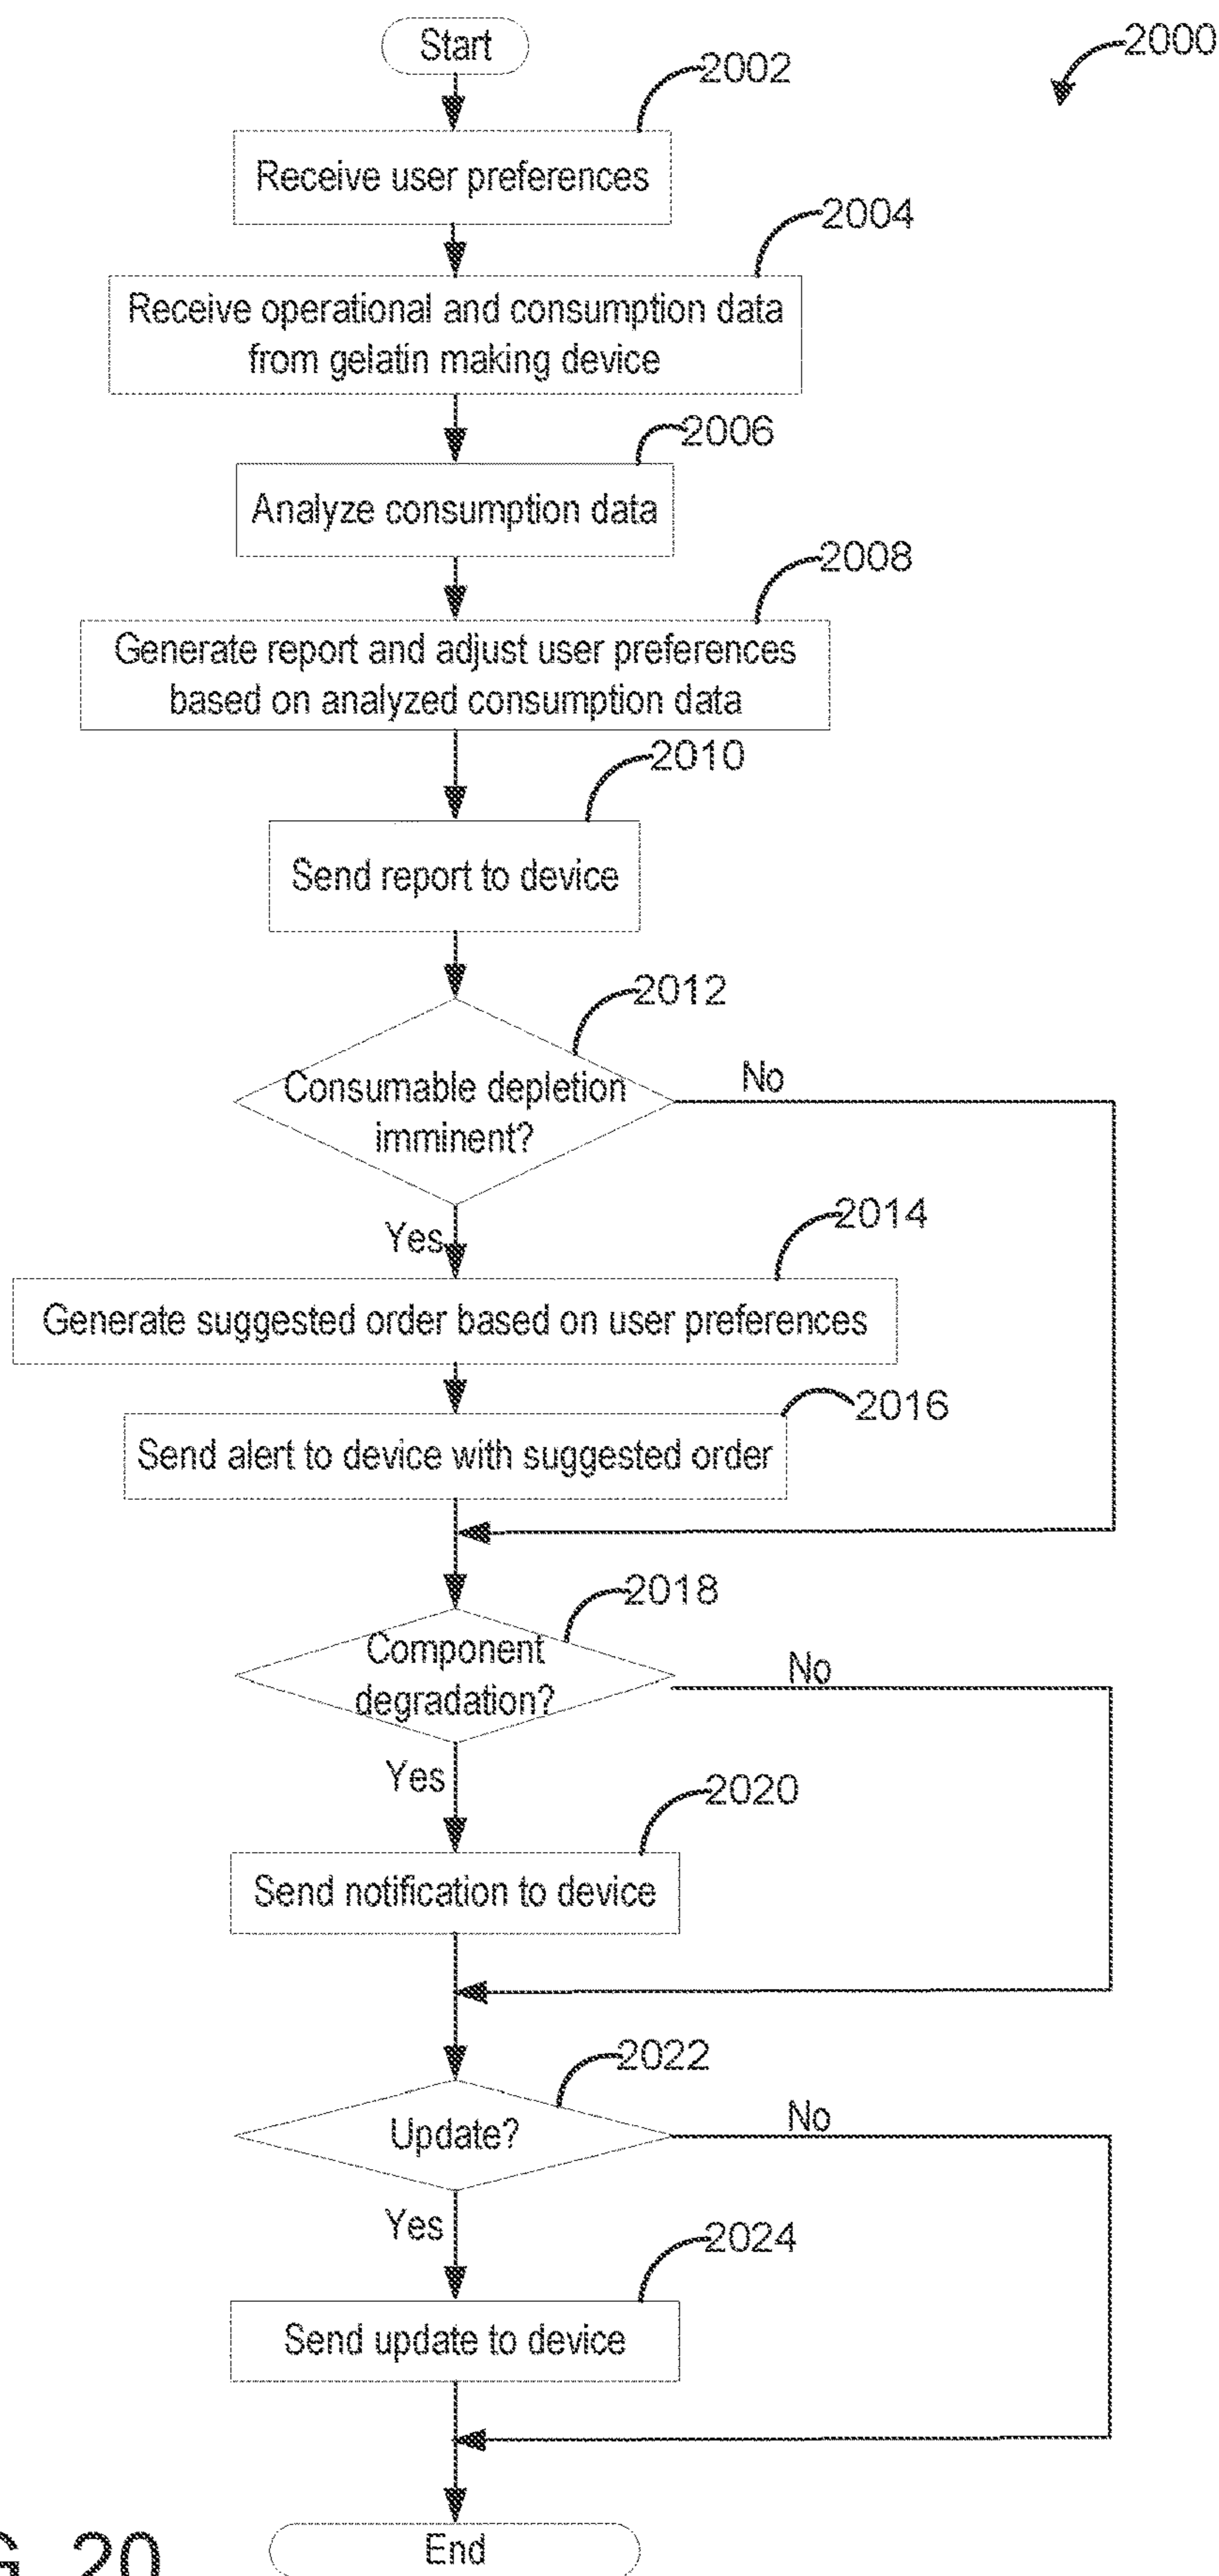 Start
2000
2002
Receive user preferences
2004
Receive operational and consumption data
from gelatin making device
2006
Analyze consumption data
2008
Generate report and adjust user preferences
based on analyzed consumption data
2010
Send report to device
2012
Consumable depletion
imminent?
No
Yes
2014
Generate suggested order based on user preferences
2016
Send alert to device with suggested order
2018
Component
degradation?
No
Yes
2020
Send notification to device
2022
Update?
No
Yes
2024
Send update to device
End
G. 20